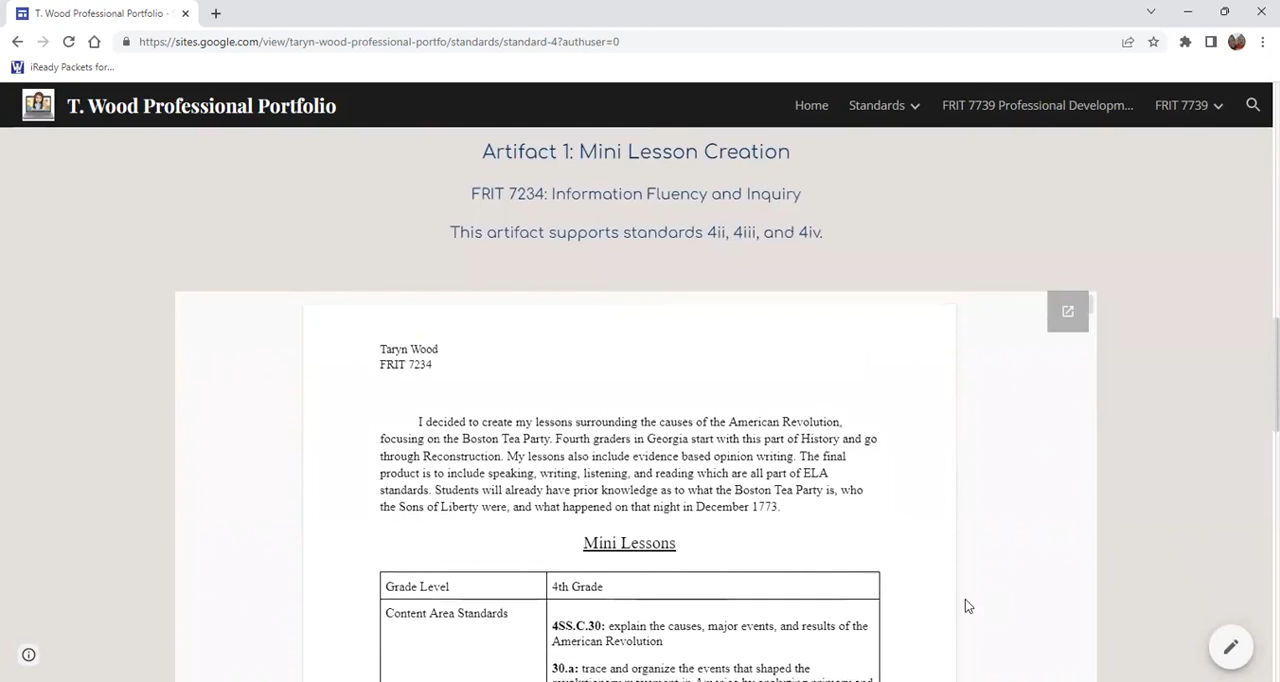 T. Wood Professional Portfolio -
https://sites.google.com/view/taryn-wood-professional-portfo/standards/standard-4?authuser=0
iReady Packets for...
T. Wood Professional Portfolio
Home
Standards
FRIT 7739 Professional Developm...
FRIT 7739
Artifact 1: Mini Lesson Creation
FRIT 7234: Information Fluency and Inquiry
This artifact supports standards 4ii, 4iii, and 4iv.
Taryn Wood
FRIT 7234
I decided to create my lessons surrounding the causes of the American Revolution,
focusing on the Boston Tea Party. Fourth graders in Georgia start with this part of History and go
through Reconstruction. My lessons also include evidence based opinion writing. The final
product is to include speaking, writing, listening, and reading which are all part of ELA
standards. Students will already have prior knowledge as to what the Boston Tea Party is, who
the Sons of Liberty were, and what happened on that night in December 1773.
Mini Lessons
Grade Level
4th Grade
Content Area Standards
4SS.C.30: explain the causes, major events, and results of the
American Revolution
30.a: trace and organize the events that shaped the
revolutionary movement in America by analyzing primary and